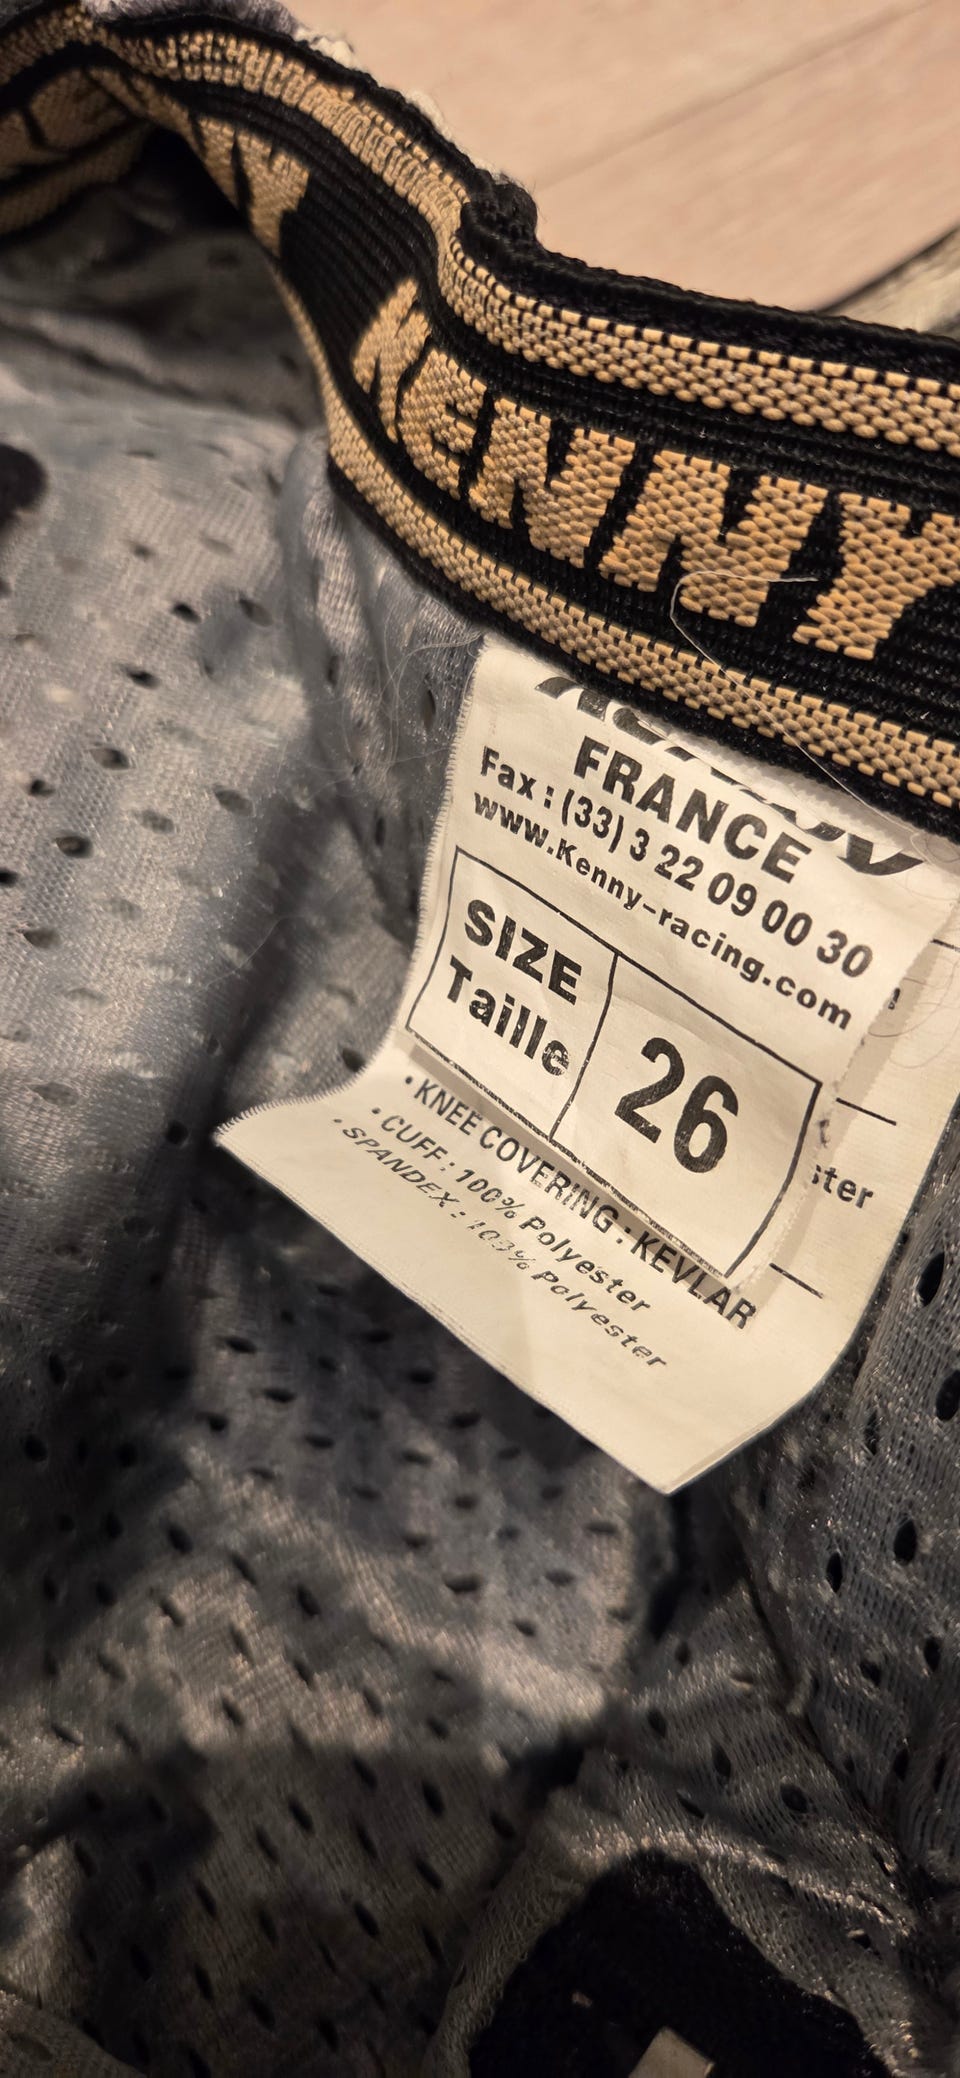 KENNY
FRANCE
Fax : (33) 3 22 09 00 30
www.Kenny-racing.com
SIZE
Taille
26
• KNEE COVERING : KEVLAR
• CUFF : 100% Polyester
• SPANDEX : 103% Polyester